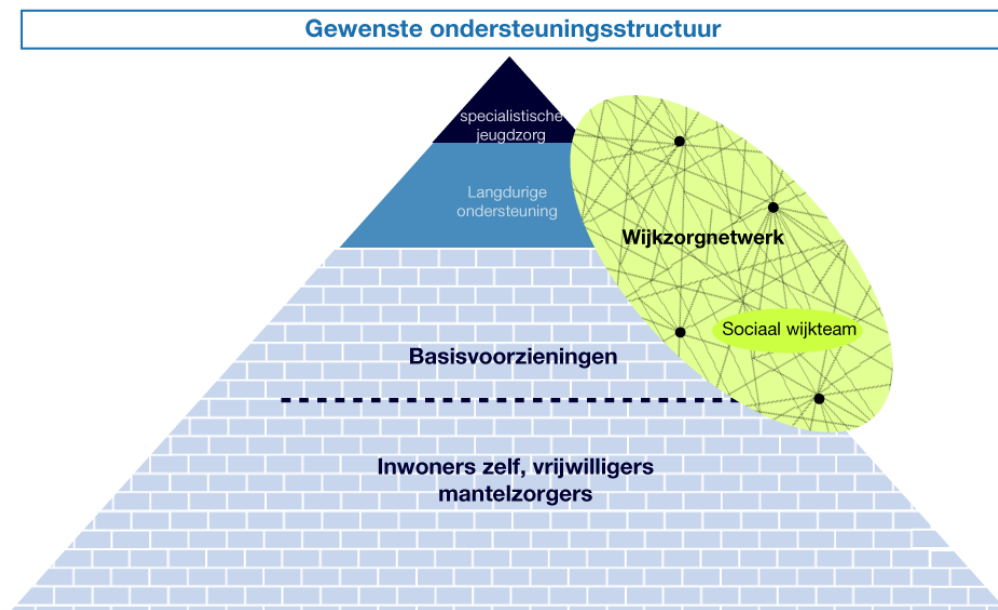 Gewenste ondersteuningsstructuur
specialistische
jeugdzorg
Langdurige
ondersteuning
Wijkzorgnetwerk
Sociaal wijkteam
Basisvoorzieningen
Inwoners zelf, vrijwilligers
mantelzorgers